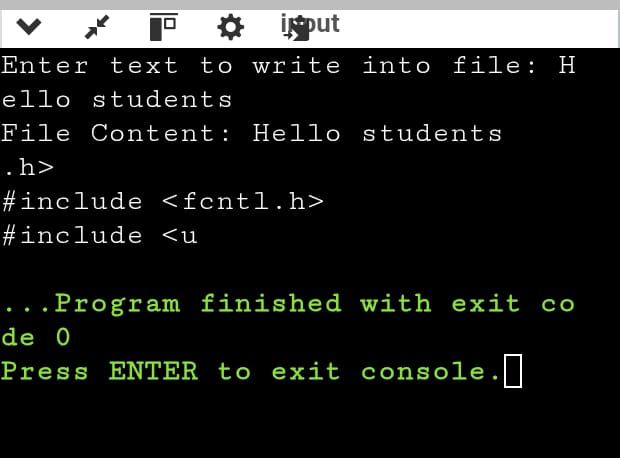 input
Enter text to write into file: H
ello students
File Content: Hello students
.h>
#include <fcntl.h>
#include <u
...Program finished with exit co
de 0
Press ENTER to exit console.